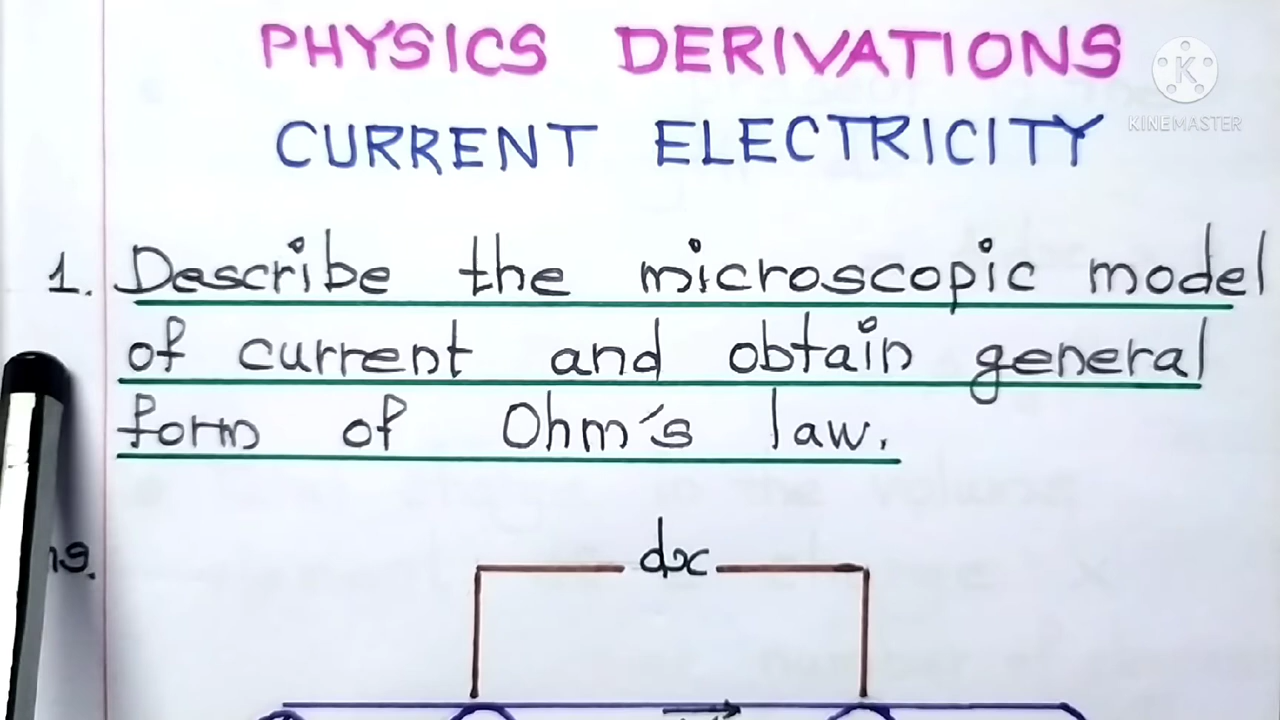 PHYSICS DERIVATIONS
KINEMASTER
CURRENT ELECTRICITY
1. Describe the microscopic model
of current and obtain general
form of Ohm's law.
dx